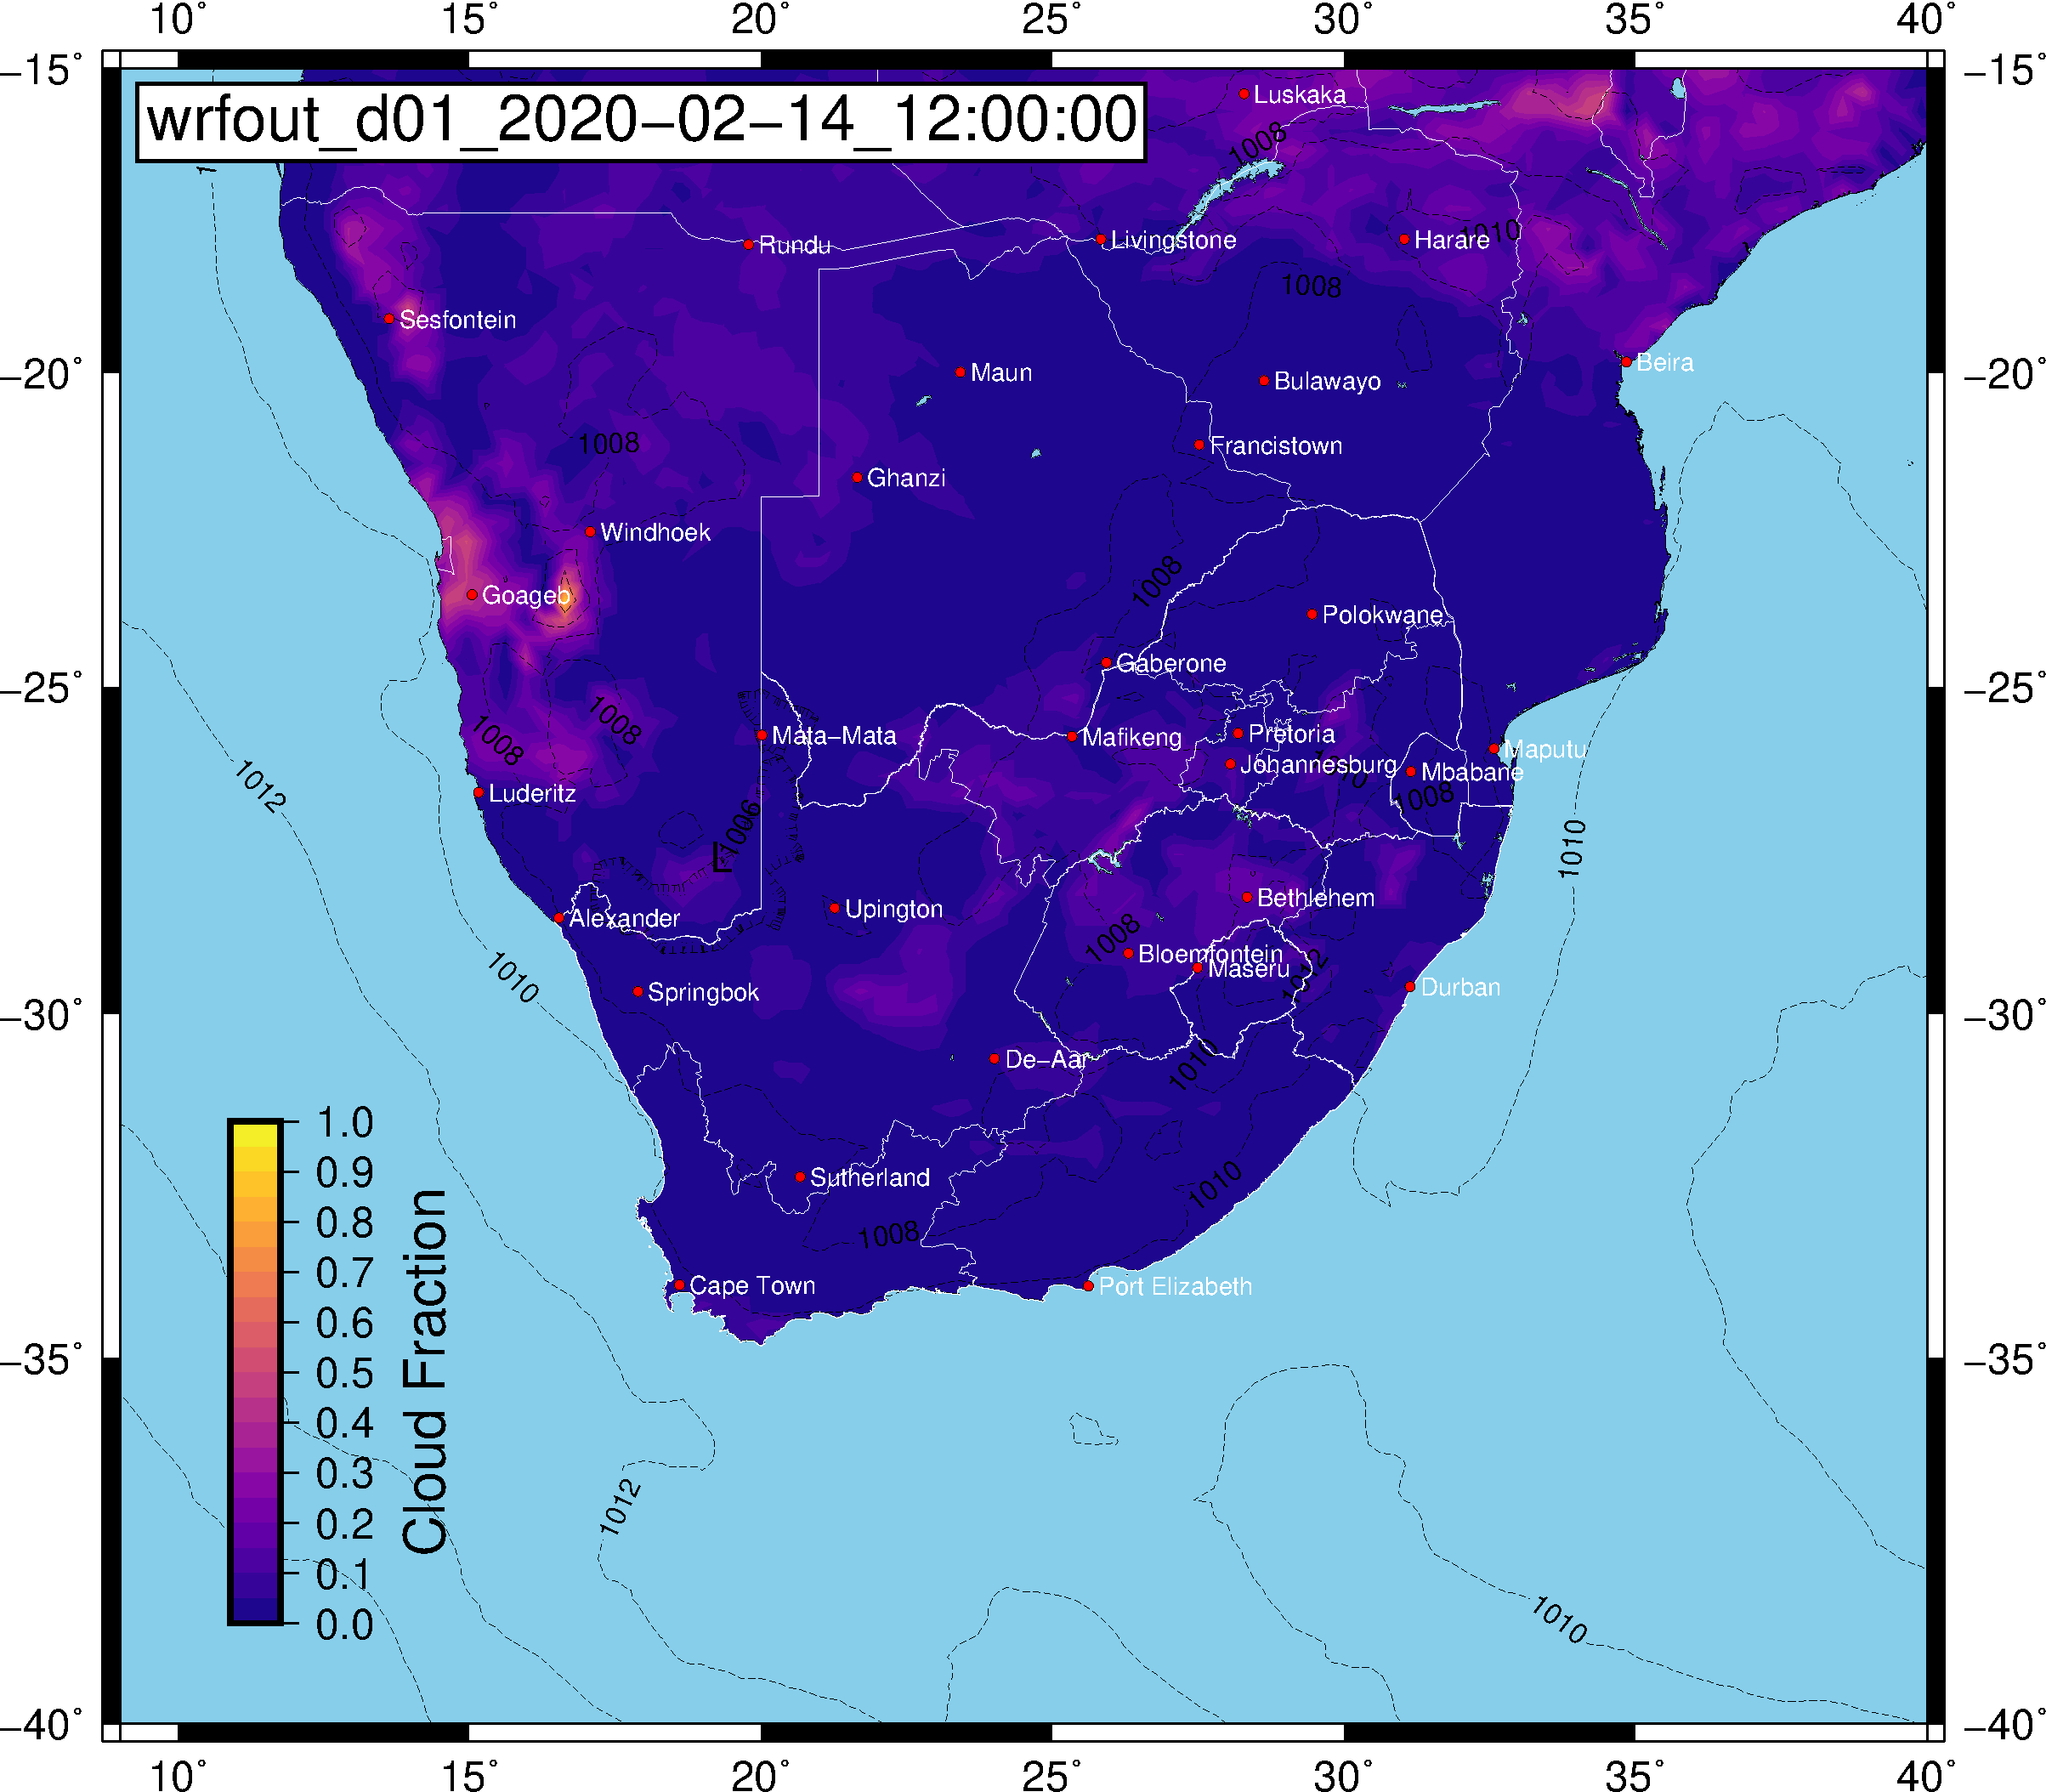 10° 15° 20° 25° 30° 35° 40°
−15° −15°
wrfout_d01_2020−02−14_12:00:00
Luskaka
1008
Rundu
Livingstone
Harare
1010
1008
Sesfontein
Beira
−20° −20°
Maun
Bulawayo
1008
Francistown
Ghanzi
Windhoek
1008
Goageb
Polokwane
Gaberone
−25° −25°
1008
1008
Mata−Mata
Mafikeng
Pretoria
Maputu
Johannesburg
1010
Mbabane
1012
Luderitz
1008
1006
L
1010
Bethlehem
Alexander
Upington
1008
Bloemfontein
Maseru
1012
1010
Springbok
Durban
−30° −30°
De−Aar
1010
Sutherland
1010
1008
Cape Town
Port Elizabeth
−35° −35°
1.0
0.9
0.8
0.7
0.6
0.5
0.4
0.3
0.2
0.1
0.0
Cloud Fraction
1012
1010
−40° −40°
10° 15° 20° 25° 30° 35° 40°